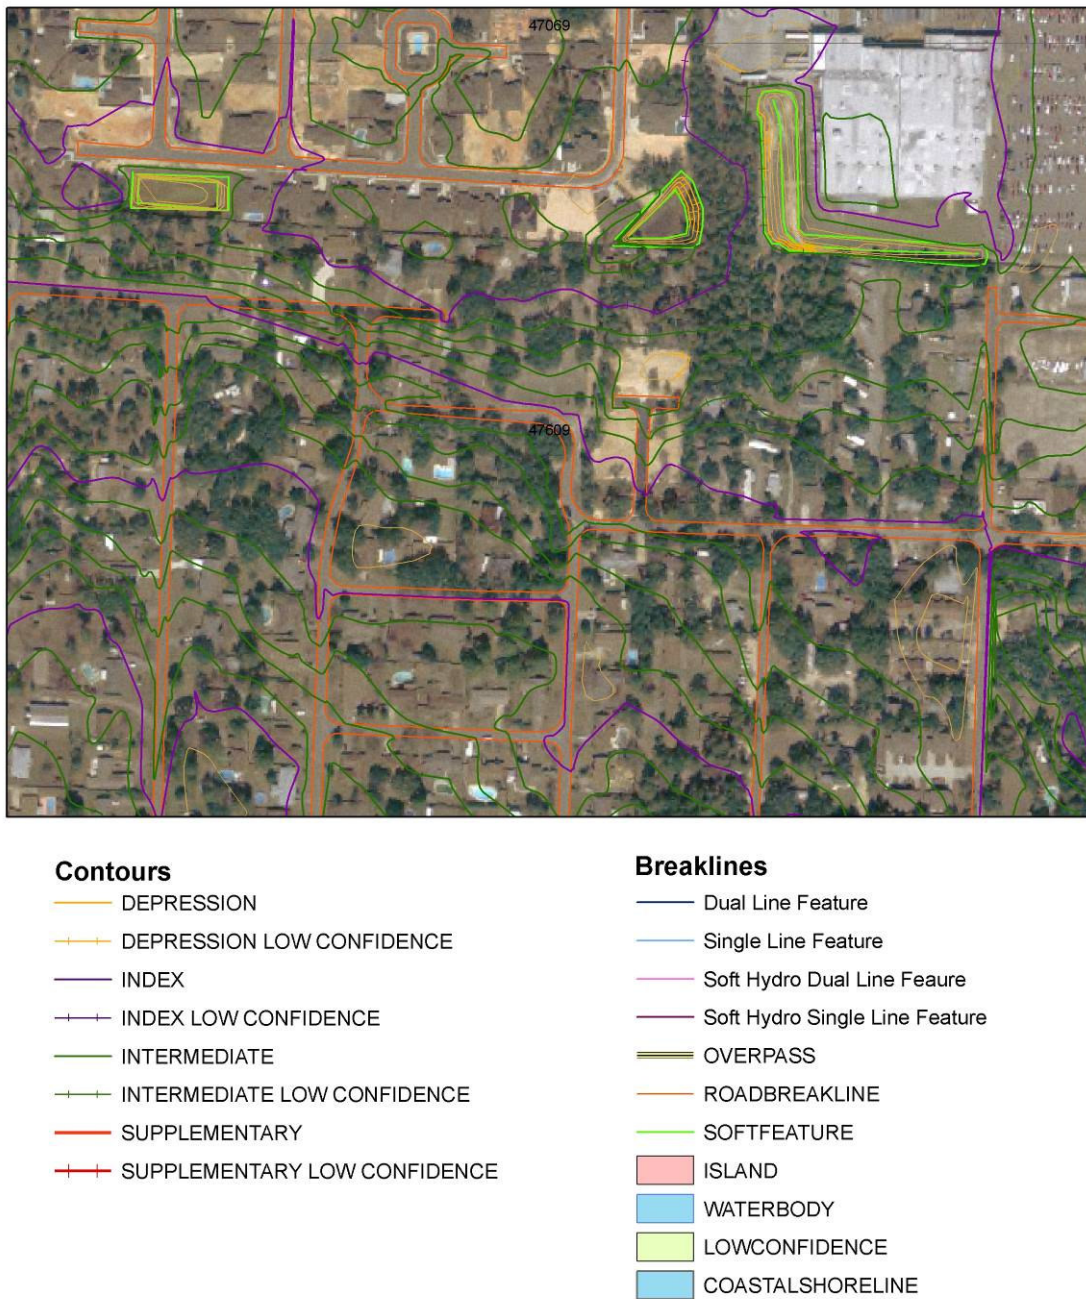 47069
47609
Contours
DEPRESSION
DEPRESSION LOW CONFIDENCE
INDEX
INDEX LOW CONFIDENCE
INTERMEDIATE
INTERMEDIATE LOW CONFIDENCE
SUPPLEMENTARY
SUPPLEMENTARY LOW CONFIDENCE
Breaklines
Dual Line Feature
Single Line Feature
Soft Hydro Dual Line Feaure
Soft Hydro Single Line Feature
OVERPASS
ROADBREAKLINE
SOFTFEATURE
ISLAND
WATERBODY
LOWCONFIDENCE
COASTALSHORELINE